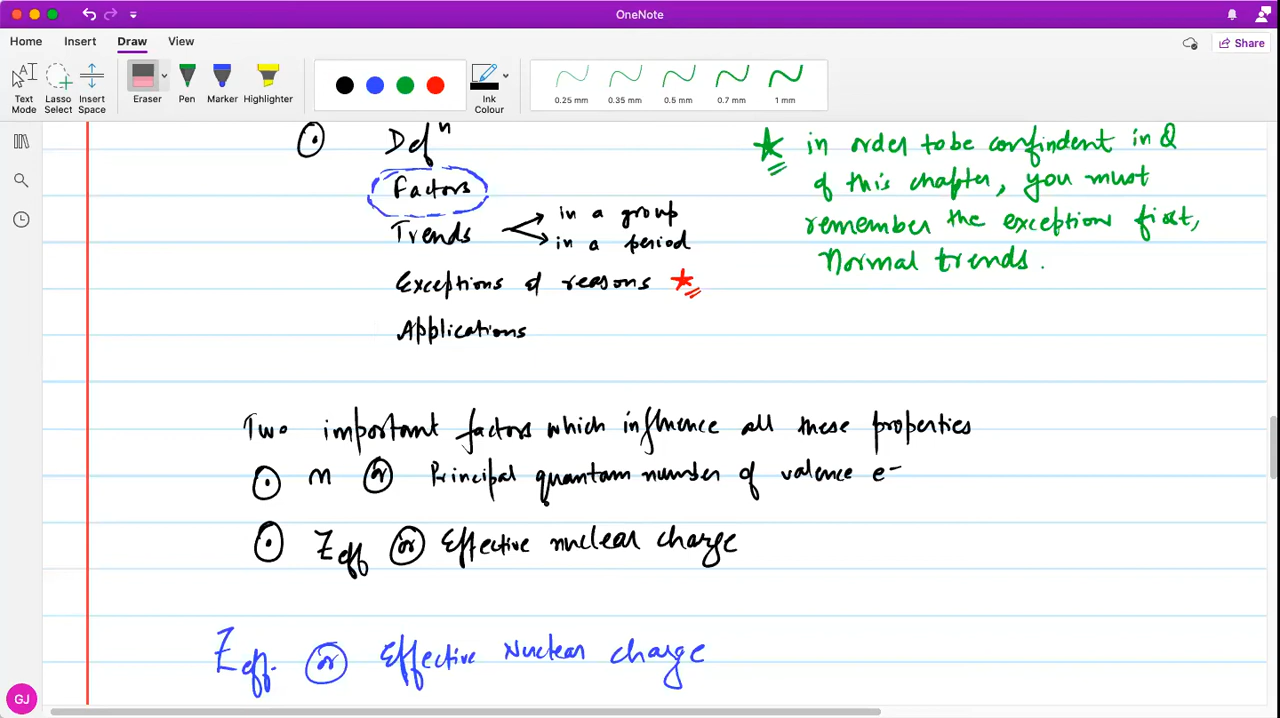 OneNote
Home Insert Draw View
Share
Text Mode
Lasso Select
Insert Space
Eraser
Pen
Marker
Highlighter
Ink Colour
0.25 mm 0.35 mm 0.5 mm 0.7 mm 1 mm
Defⁿ
Factors
Trends
in a group
in a period
Exceptions & reasons
Applications
in order to be confindent in Q
of this chapter, you must
remember the exceptions first,
Normal trends.
Two important factors which influence all these properties
n or Principal quantam number of valence e⁻
Zeff or Effective nuclear charge
Zeff. or Effective Nuclear charge
GJ